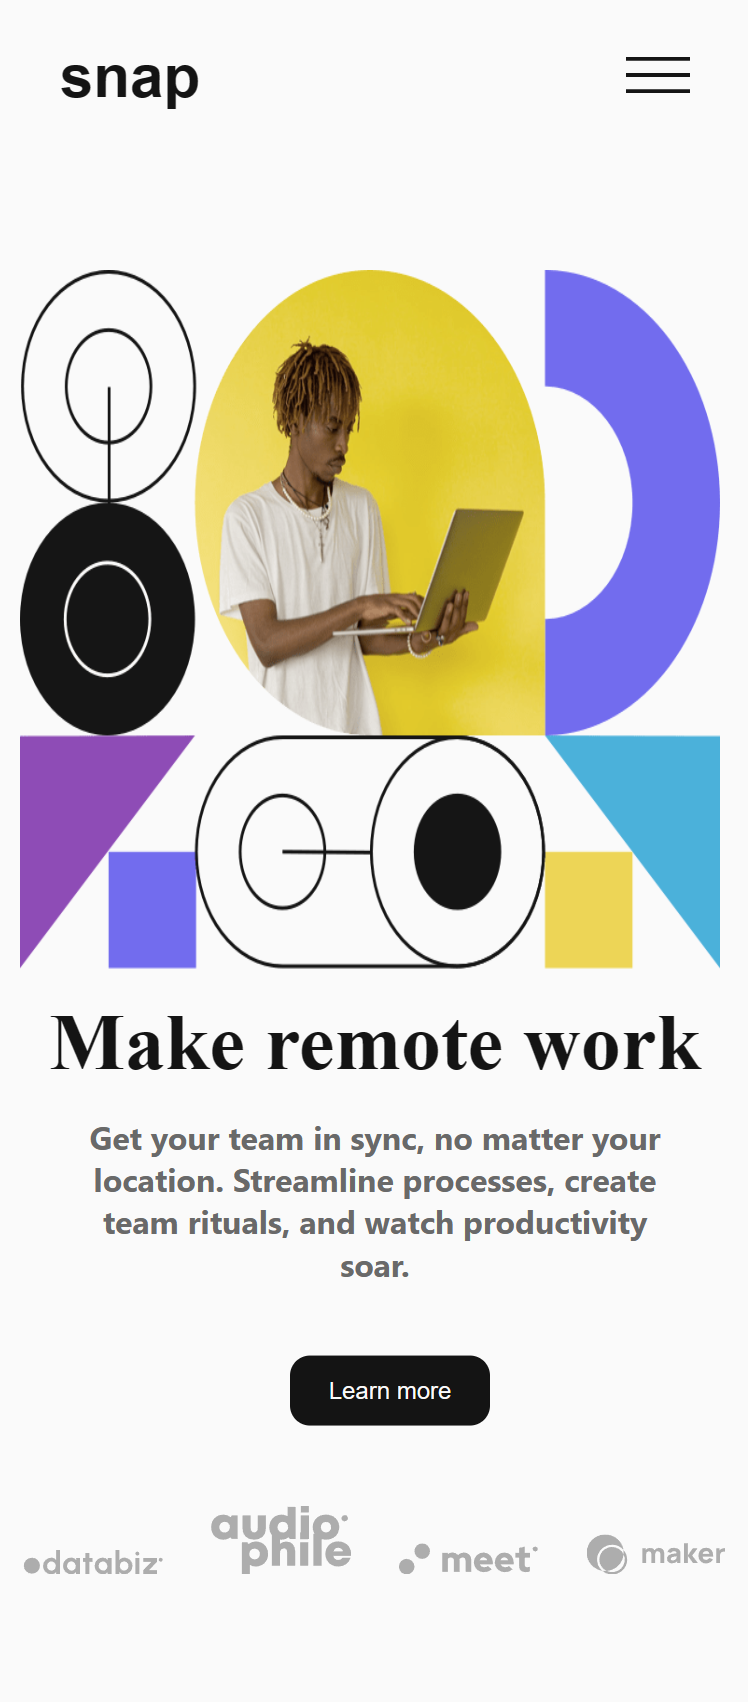 snap
Make remote work
Get your team in sync, no matter your
location. Streamline processes, create
team rituals, and watch productivity
soar.
Learn more
databiz
audio
phile
meet
maker